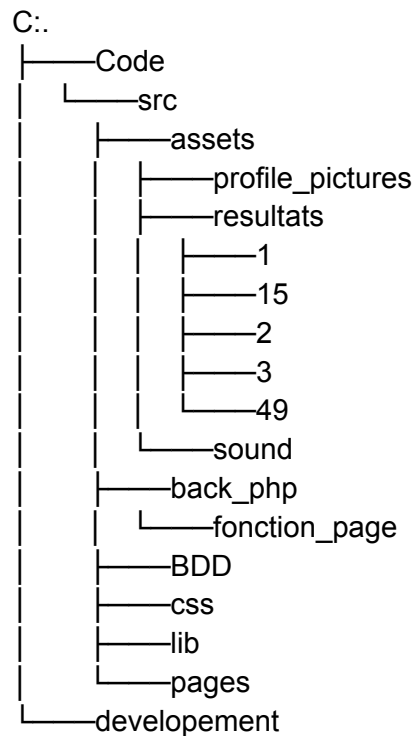 C:.
├───Code
│ └───src
│ ├───assets
│ │ ├───profile_pictures
│ │ ├───resultats
│ │ │ ├───1
│ │ │ ├───15
│ │ │ ├───2
│ │ │ ├───3
│ │ │ └───49
│ │ └───sound
│ ├───back_php
│ │ └───fonction_page
│ ├───BDD
│ ├───css
│ ├───lib
│ └───pages
└───developement